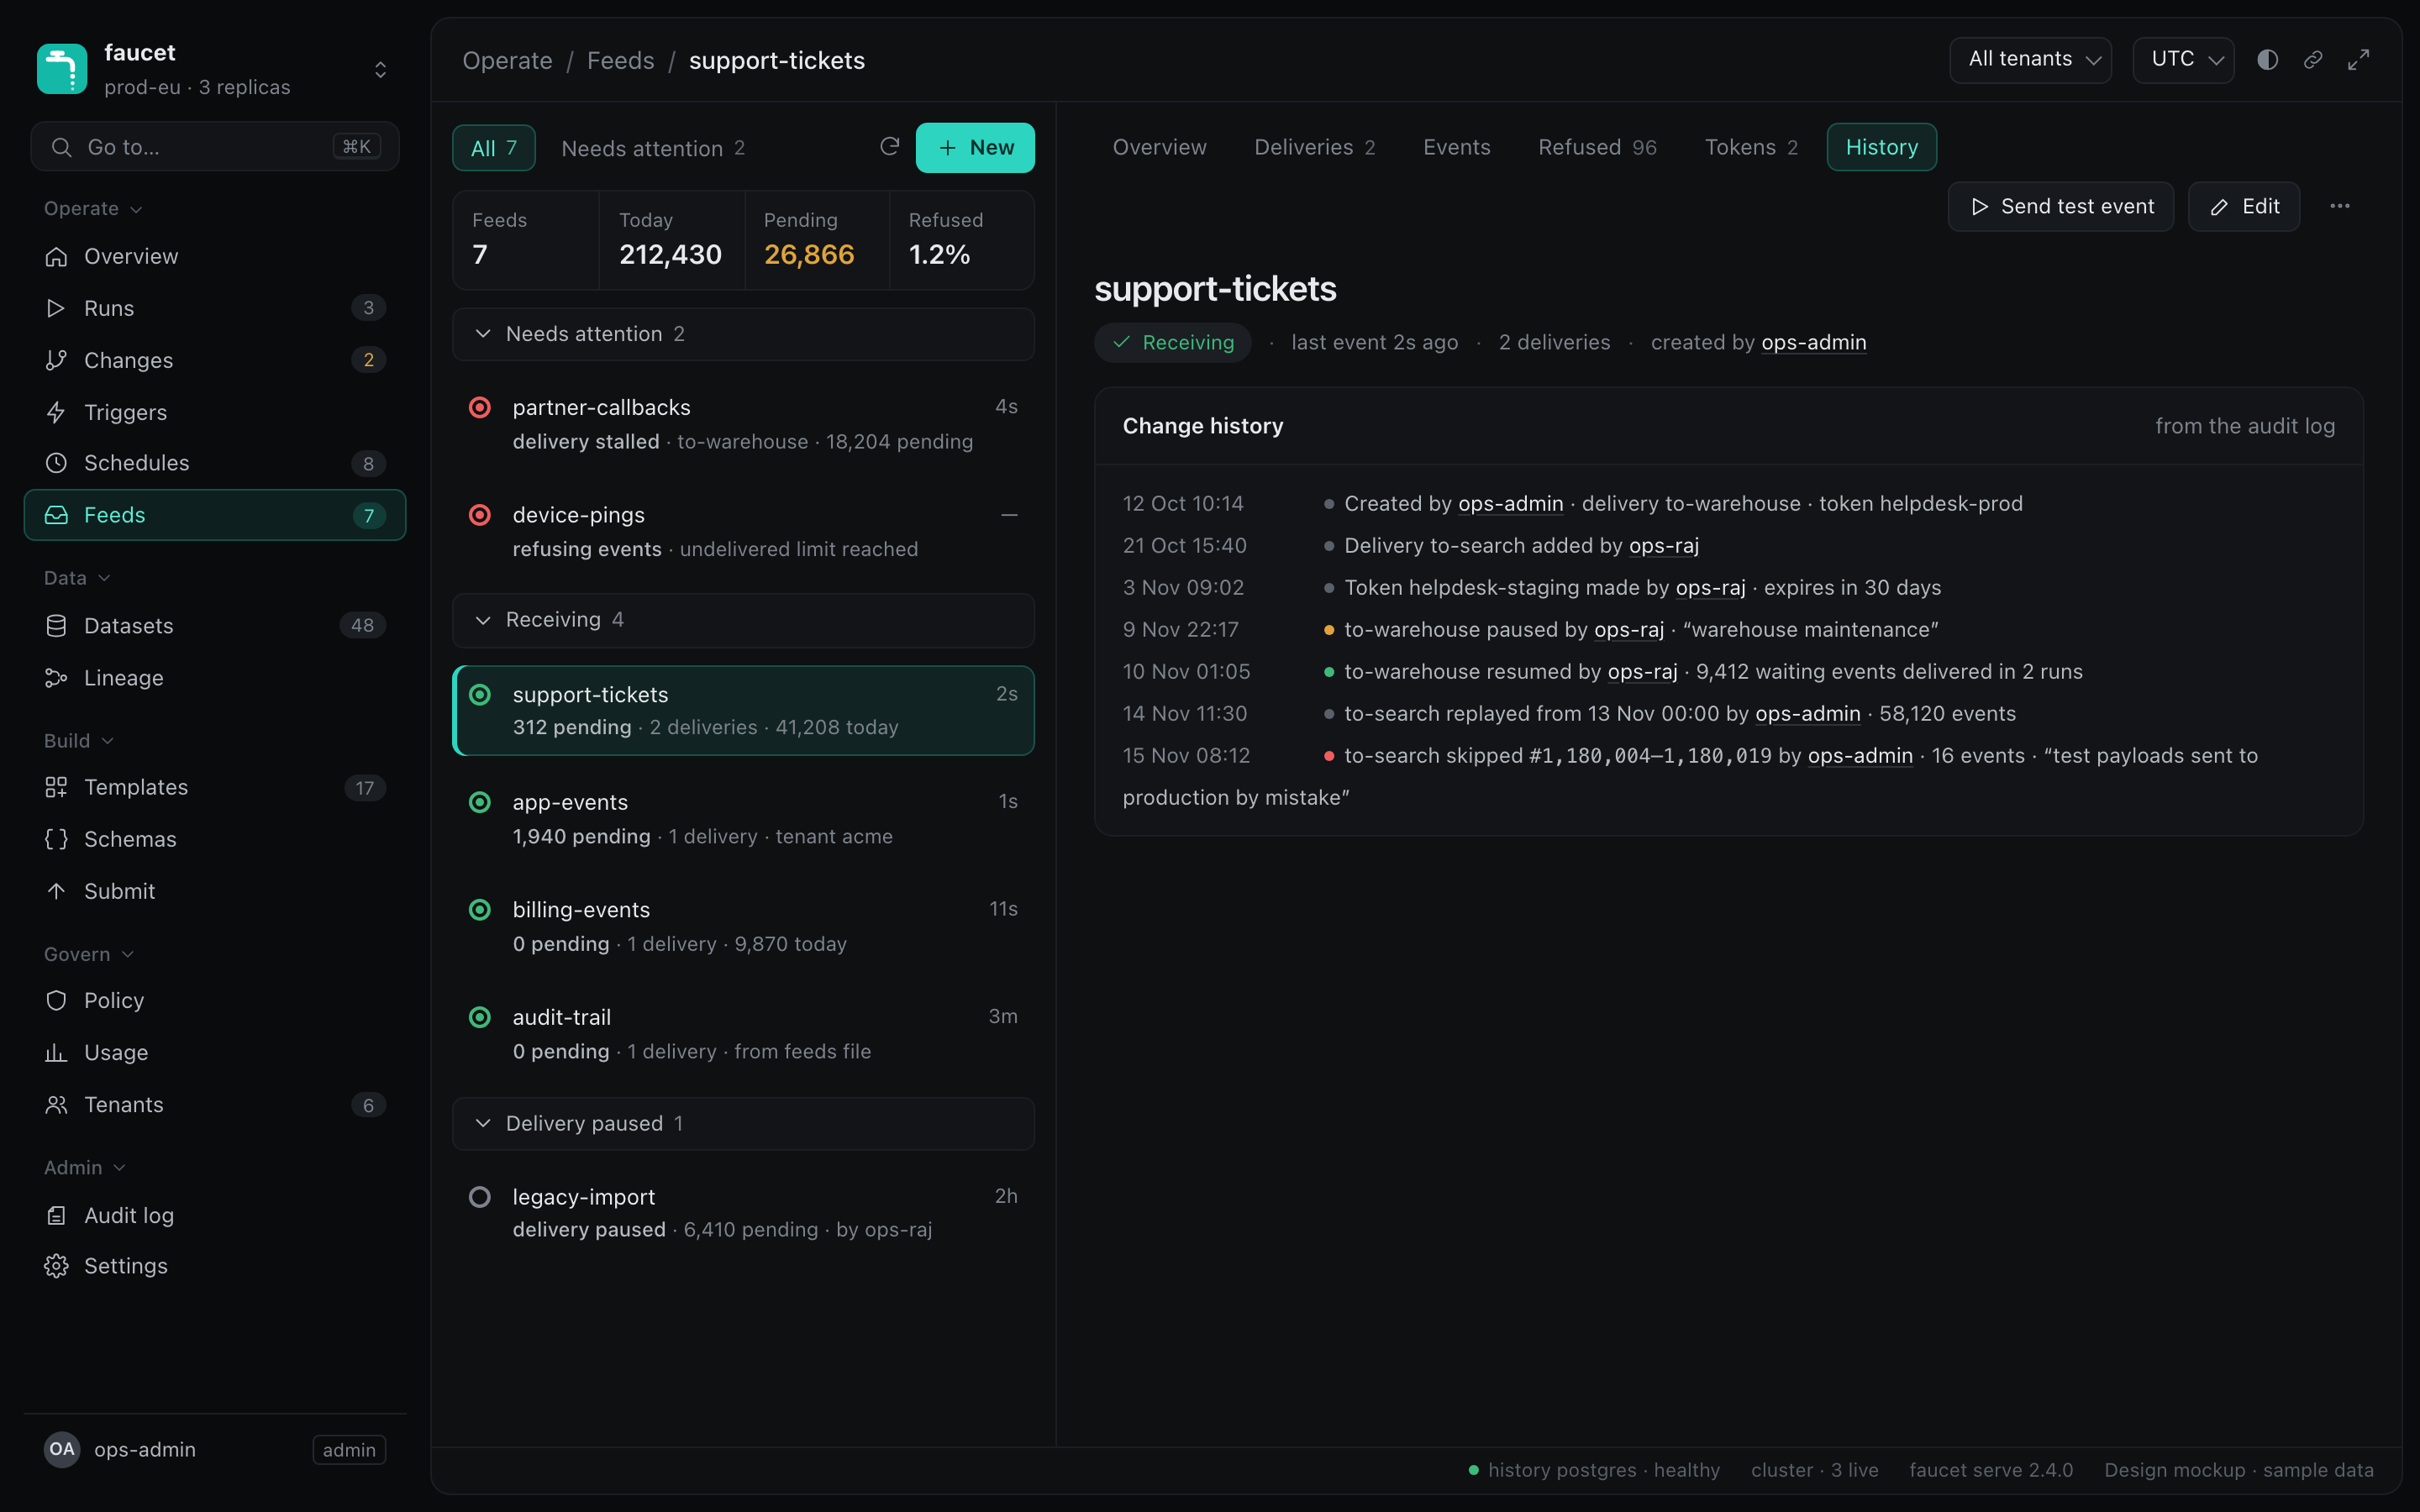 faucet
prod-eu · 3 replicas
Go to...
⌘K
Operate
Overview
Runs 3
Changes 2
Triggers
Schedules 8
Feeds 7
Data
Datasets 48
Lineage
Build
Templates 17
Schemas
Submit
Govern
Policy
Usage
Tenants 6
Admin
Audit log
Settings
OA ops-admin admin
Operate / Feeds / support-tickets
All tenants
UTC
All 7
Needs attention 2
New
Feeds
7
Today
212,430
Pending
26,866
Refused
1.2%
Needs attention 2
partner-callbacks 4s
delivery stalled · to-warehouse · 18,204 pending
device-pings —
refusing events · undelivered limit reached
Receiving 4
support-tickets 2s
312 pending · 2 deliveries · 41,208 today
app-events 1s
1,940 pending · 1 delivery · tenant acme
billing-events 11s
0 pending · 1 delivery · 9,870 today
audit-trail 3m
0 pending · 1 delivery · from feeds file
Delivery paused 1
legacy-import 2h
delivery paused · 6,410 pending · by ops-raj
Overview
Deliveries 2
Events
Refused 96
Tokens 2
History
Send test event
Edit
support-tickets
Receiving · last event 2s ago · 2 deliveries · created by ops-admin
Change history
from the audit log
12 Oct 10:14 Created by ops-admin · delivery to-warehouse · token helpdesk-prod
21 Oct 15:40 Delivery to-search added by ops-raj
3 Nov 09:02 Token helpdesk-staging made by ops-raj · expires in 30 days
9 Nov 22:17 to-warehouse paused by ops-raj · “warehouse maintenance”
10 Nov 01:05 to-warehouse resumed by ops-raj · 9,412 waiting events delivered in 2 runs
14 Nov 11:30 to-search replayed from 13 Nov 00:00 by ops-admin · 58,120 events
15 Nov 08:12 to-search skipped #1,180,004–1,180,019 by ops-admin · 16 events · “test payloads sent to
production by mistake”
history postgres · healthy
cluster · 3 live
faucet serve 2.4.0
Design mockup · sample data